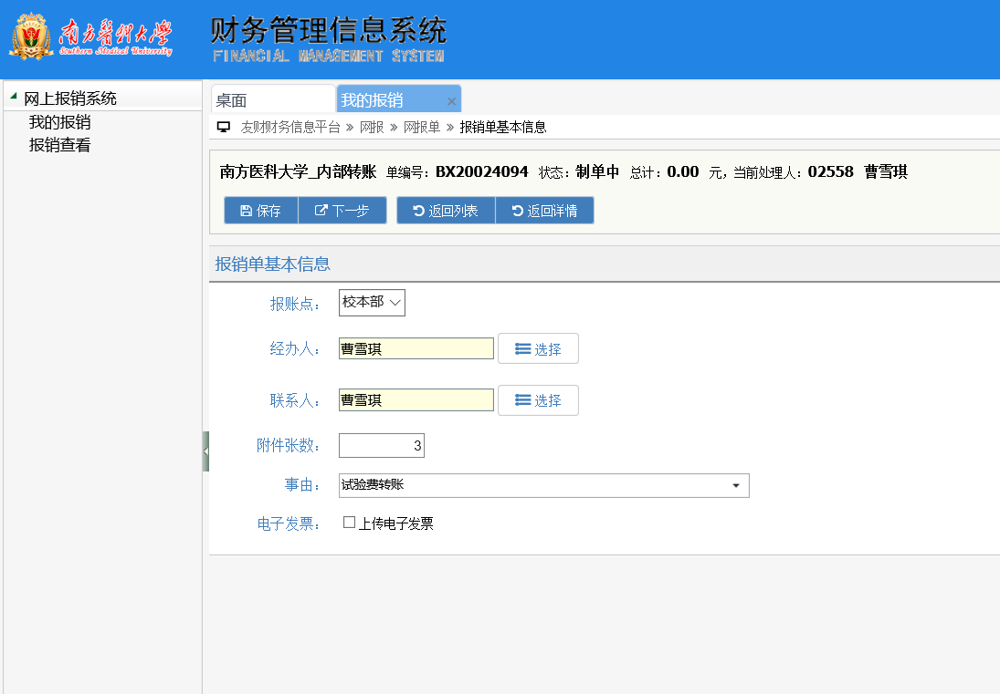 南方醫科大學
Southern Medical University
财务管理信息系统
FINANCIAL MANAGEMENT SYSTEM
网上报销系统
我的报销
报销查看
桌面 我的报销 ×
友财财务信息平台 » 网报 » 网报单 » 报销单基本信息
南方医科大学_内部转账 单编号：BX20024094 状态：制单中 总计：0.00 元，当前处理人：02558 曹雪琪
保存 下一步 返回列表 返回详情
报销单基本信息
报账点： 校本部
经办人： 曹雪琪 选择
联系人： 曹雪琪 选择
附件张数： 3
事由： 试验费转账
电子发票： 上传电子发票